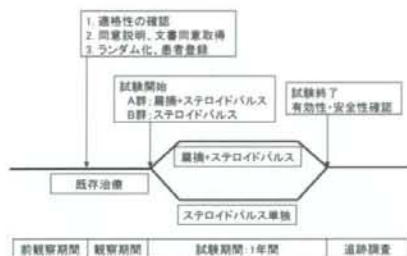 1. 適格性の確認
2. 同意説明、文書同意取得
3. ランダム化、患者登録
試験開始
A群:扁摘+ステロイドパルス
B群:ステロイドパルス
試験終了
有効性・安全性確認
扁摘+ステロイドパルス
既存治療
ステロイドパルス単独
前観察期間 観察期間 試験期間:1年間 追跡調査